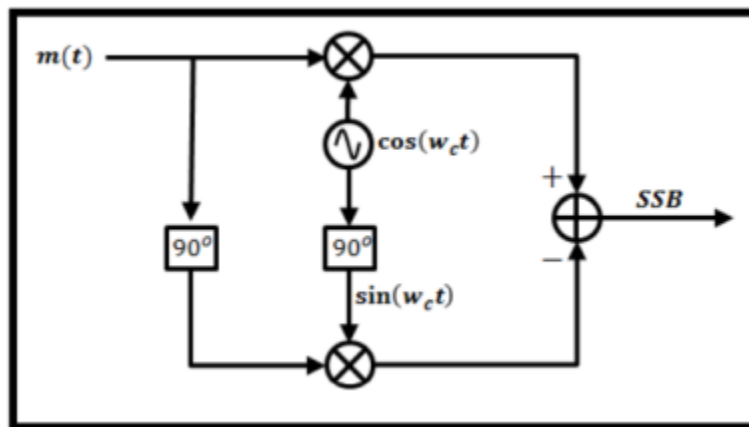 m(t)
cos(w_c t)
+
SSB
90^o
90^o
−
sin(w_c t)